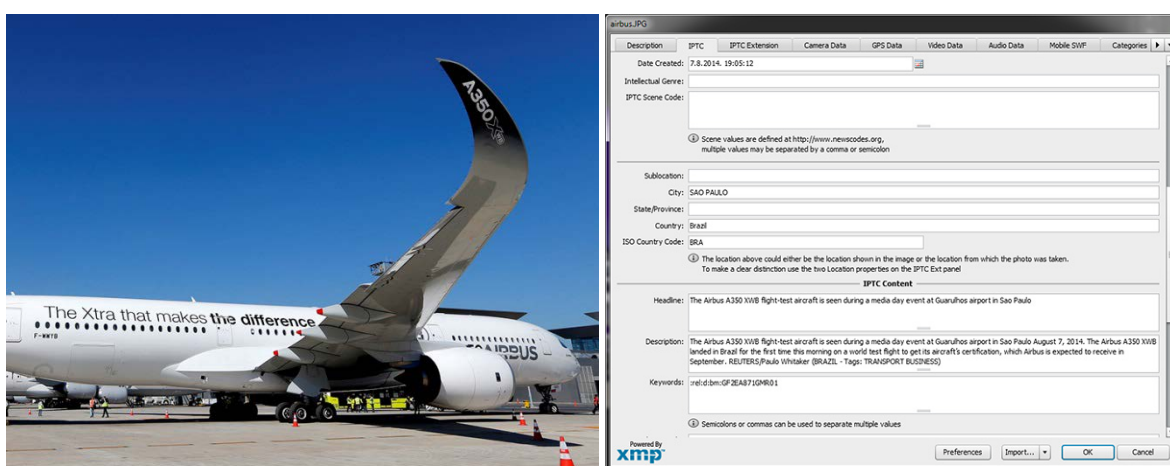 A350XWB
The Xtra that makes the difference
F-WWYB
AIRBUS
airbus.JPG
Description IPTC IPTC Extension Camera Data GPS Data Video Data Audio Data Mobile SWF Categories
Date Created: 7.8.2014. 19:05:12
Intellectual Genre:
IPTC Scene Code:
Scene values are defined at http://www.newscodes.org,
multiple values may be separated by a comma or semicolon
Sublocation:
City: SAO PAULO
State/Province:
Country: Brazil
ISO Country Code: BRA
The location above could either be the location shown in the image or the location from which the photo was taken.
To make a clear distinction use the two Location properties on the IPTC Ext panel
IPTC Content
Headline: The Airbus A350 XWB flight-test aircraft is seen during a media day event at Guarulhos airport in Sao Paulo
Description: The Airbus A350 XWB flight-test aircraft is seen during a media day event at Guarulhos airport in Sao Paulo August 7, 2014. The Airbus A350 XWB
landed in Brazil for the first time this morning on a world test flight to get its aircraft's certification, which Airbus is expected to receive in
September. REUTERS/Paulo Whitaker (BRAZIL - Tags: TRANSPORT BUSINESS)
Keywords: :rel:d:bm:GF2EA871GMR01
Semicolons or commas can be used to separate multiple values
Powered By
xmp
Preferences Import... OK Cancel